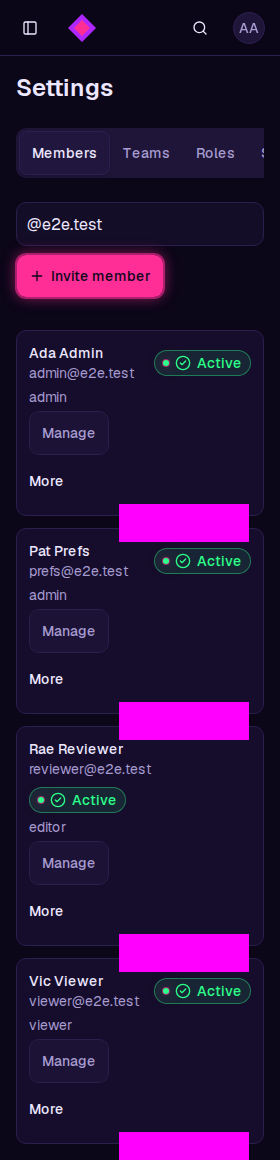 AA
Settings
Members Teams Roles
@e2e.test
+ Invite member
Ada Admin
admin@e2e.test
Active
admin
Manage
More
Pat Prefs
prefs@e2e.test
Active
admin
Manage
More
Rae Reviewer
reviewer@e2e.test
Active
editor
Manage
More
Vic Viewer
viewer@e2e.test
Active
viewer
Manage
More